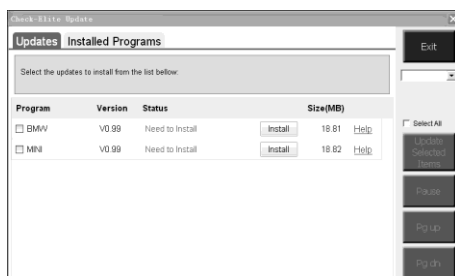 Check-Elite Update
Updates Installed Programs
Exit
Select the updates to install from the list bellow:
Program Version Status Size(MB)
Select All
BMW V0.99 Need to Install Install 18.81 Help
MINI V0.99 Need to Install Install 18.82 Help
Update
Selected
Items
Pause
Pg up
Pg dn